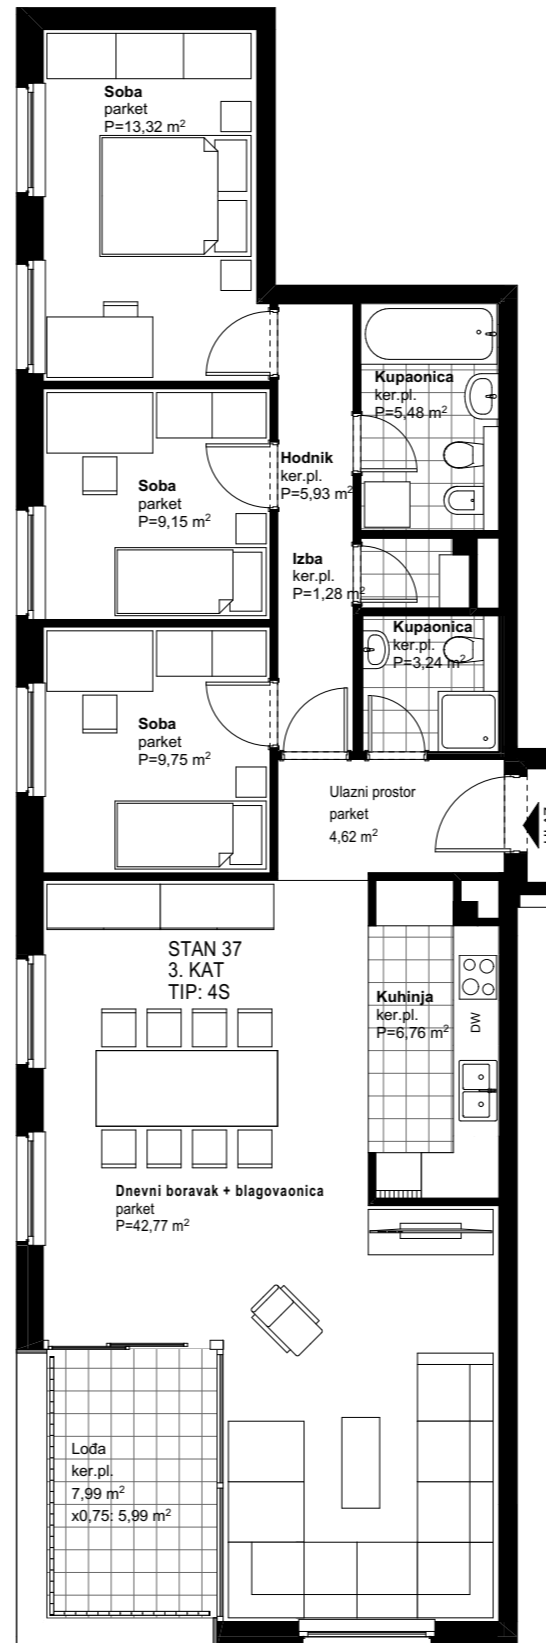 Soba
parket
P=13,32 m²
Kupaonica
ker.pl.
P=5,48 m²
Hodnik
ker.pl.
P=5,93 m²
Soba
parket
P=9,15 m²
Izba
ker.pl.
P=1,28 m²
Kupaonica
ker.pl.
P=3,24 m²
Soba
parket
P=9,75 m²
Ulazni prostor
parket
4,62 m²
STAN 37
3. KAT
TIP: 4S
Kuhinja
ker.pl.
P=6,76 m²
DW
Dnevni boravak + blagovaonica
parket
P=42,77 m²
Lođa
ker.pl.
7,99 m²
x0,75: 5,99 m²